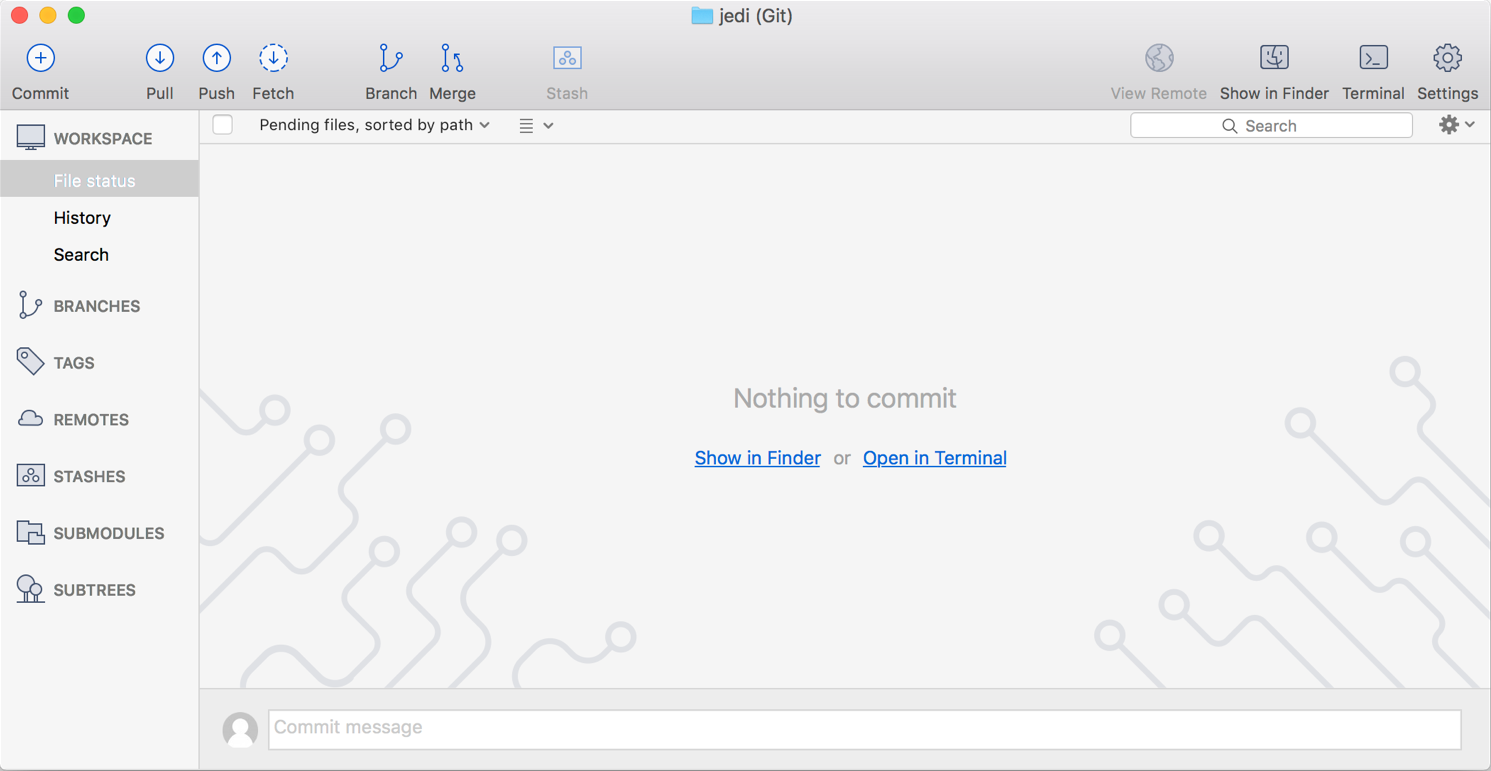 jedi (Git)
Commit
Pull
Push
Fetch
Branch
Merge
Stash
View Remote
Show in Finder
Terminal
Settings
WORKSPACE
File status
History
Search
BRANCHES
TAGS
REMOTES
STASHES
SUBMODULES
SUBTREES
Pending files, sorted by path
Search
Nothing to commit
Show in Finder or Open in Terminal
Commit message